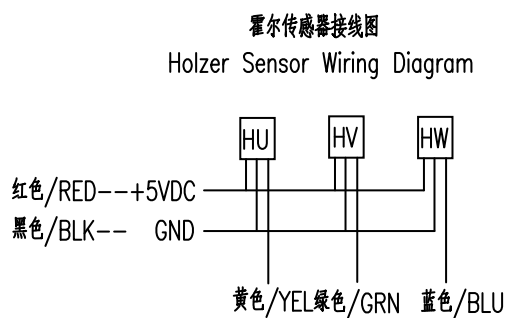 霍尔传感器接线图
Holzer Sensor Wiring Diagram
HU HV HW
红色/RED--+5VDC
黑色/BLK-- GND
黄色/YEL绿色/GRN 蓝色/BLU